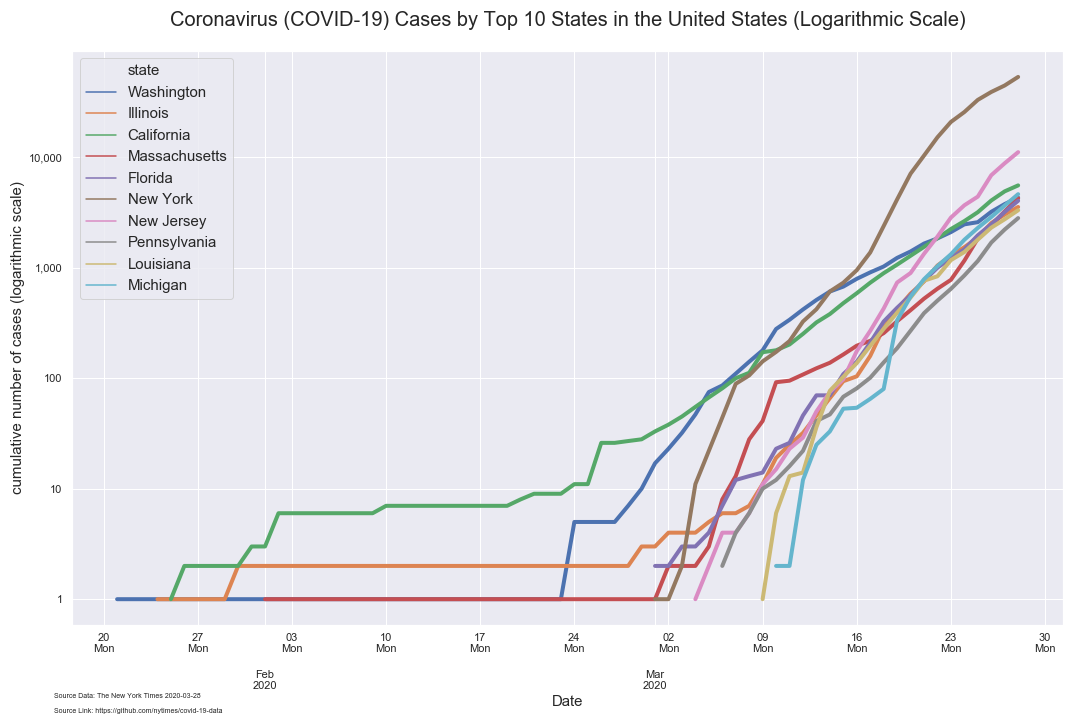 Coronavirus (COVID-19) Cases by Top 10 States in the United States (Logarithmic Scale)
state
Washington
Illinois
California
Massachusetts
Florida
New York
New Jersey
Pennsylvania
Louisiana
Michigan
cumulative number of cases (logarithmic scale)
10,000
1,000
100
10
1
20 27 03 10 17 24 02 09 16 23 30
Mon Mon Mon Mon Mon Mon Mon Mon Mon Mon Mon
Feb Mar
2020 2020
Date
Source Data: The New York Times 2020-03-28
Source Link: https://github.com/nytimes/covid-19-data